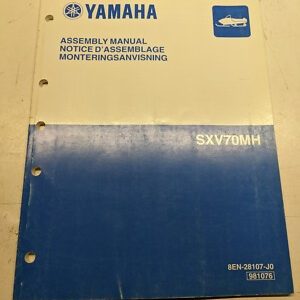 YAMAHA
ASSEMBLY MANUAL
NOTICE D'ASSEMBLAGE
MONTERINGSANVISNING
SXV70MH
8EN-28107-J0
981076